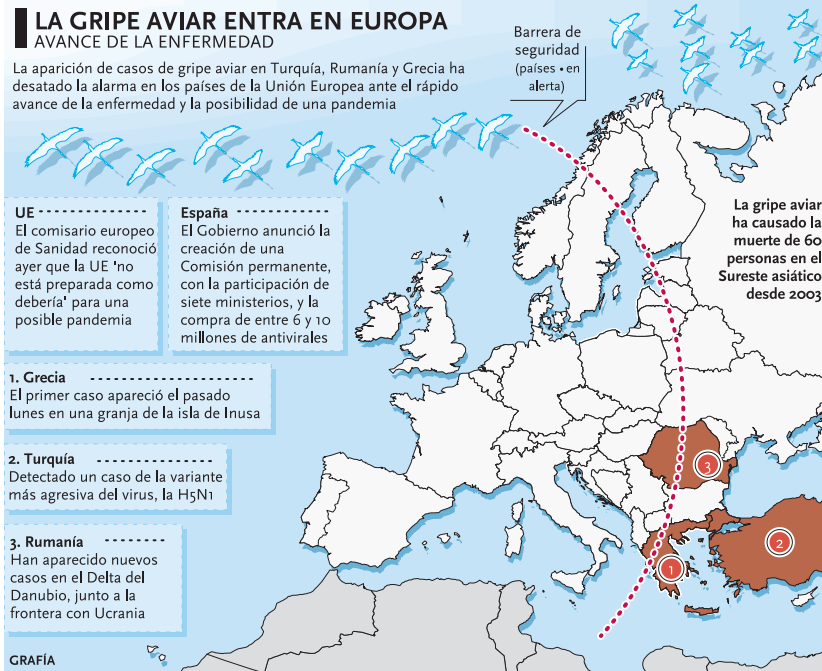 LA GRIPE AVIAR ENTRA EN EUROPA
AVANCE DE LA ENFERMEDAD
La aparición de casos de gripe aviar en Turquía, Rumanía y Grecia ha
desatado la alarma en los países de la Unión Europea ante el rápido
avance de la enfermedad y la posibilidad de una pandemia
Barrera de
seguridad
(países • en
alerta)
UE
El comisario europeo
de Sanidad reconoció
ayer que la UE 'no
está preparada como
debería' para una
posible pandemia
España
El Gobierno anunció la
creación de una
Comisión permanente,
con la participación de
siete ministerios, y la
compra de entre 6 y 10
millones de antivirales
La gripe aviar
ha causado la
muerte de 60
personas en el
Sureste asiático
desde 2003
1. Grecia
El primer caso apareció el pasado
lunes en una granja de la isla de Inusa
2. Turquía
Detectado un caso de la variante
más agresiva del virus, la H5N1
3. Rumanía
Han aparecido nuevos
casos en el Delta del
Danubio, junto a la
frontera con Ucrania
3
2
1
GRAFÍA